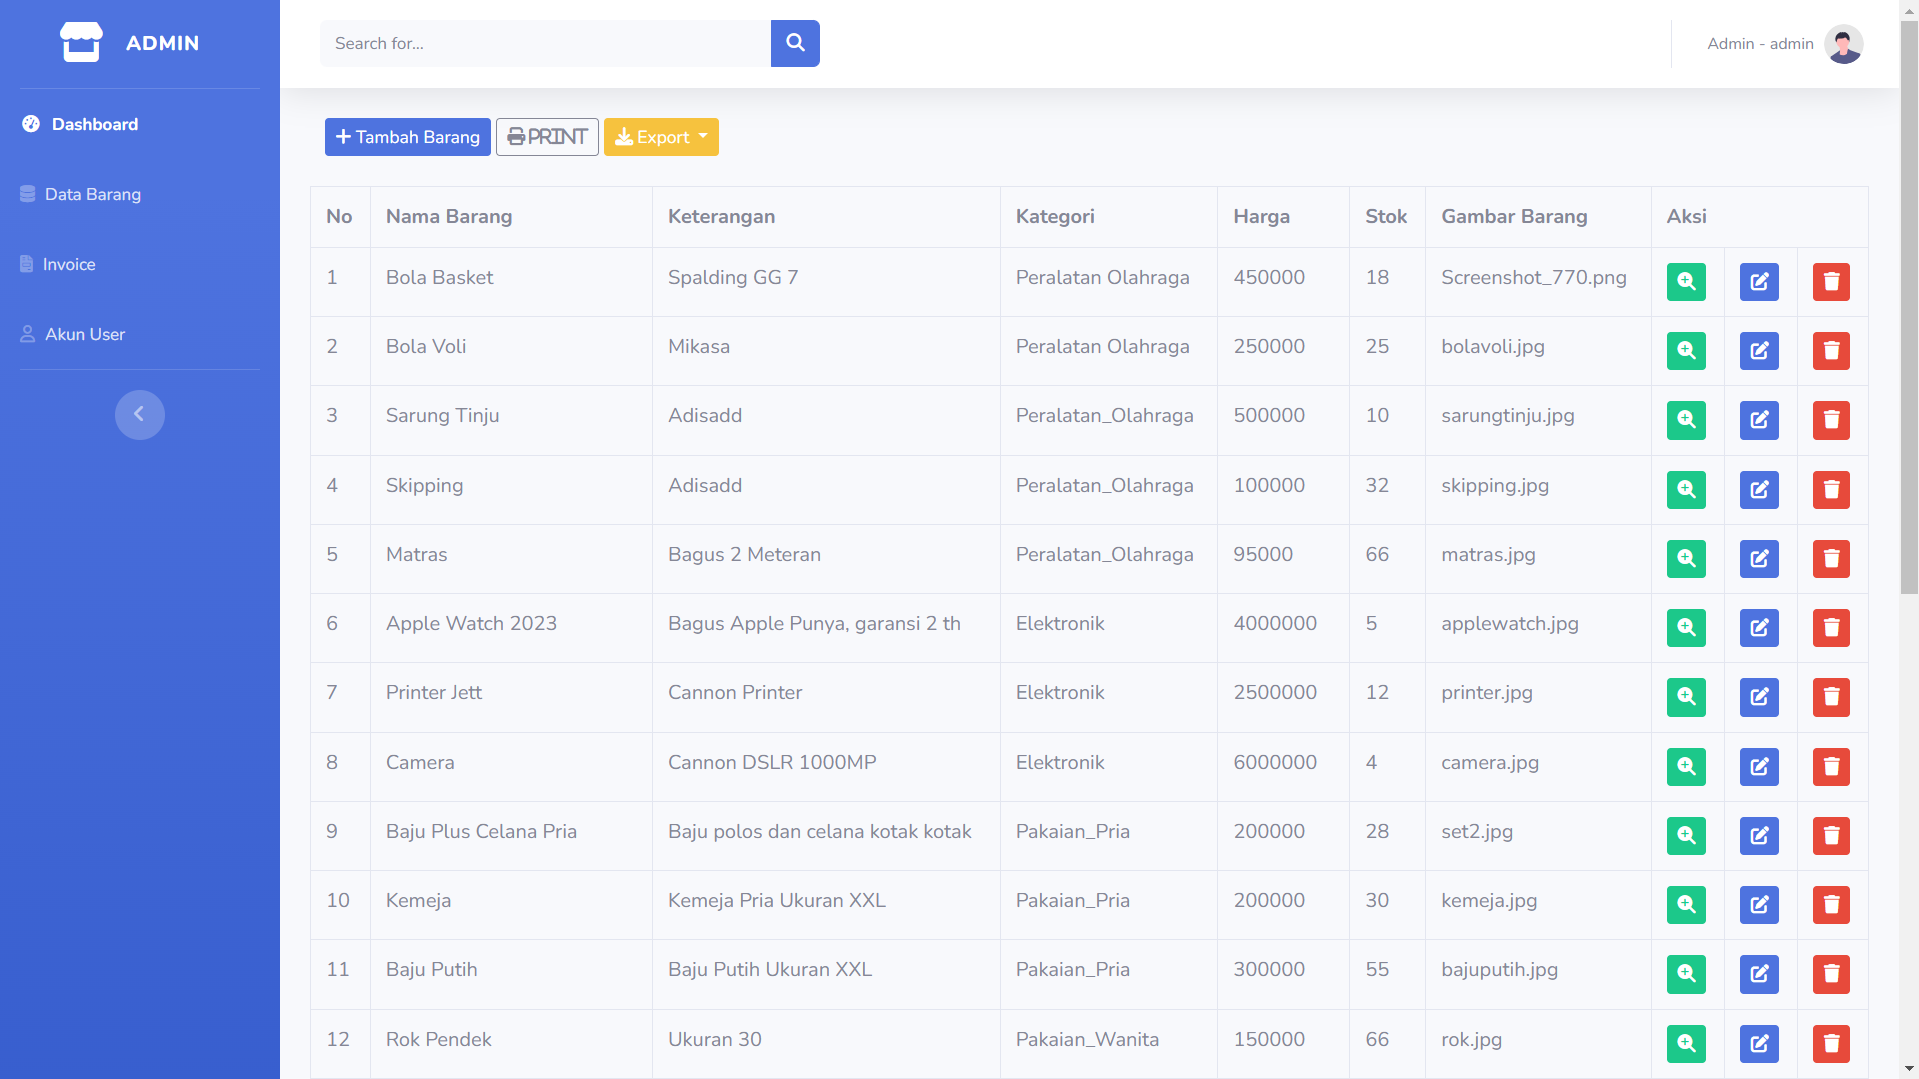 ADMIN
Search for...
Admin - admin
Dashboard
Data Barang
Invoice
Akun User
Tambah Barang PRINT Export
No Nama Barang Keterangan Kategori Harga Stok Gambar Barang Aksi
1 Bola Basket Spalding GG 7 Peralatan Olahraga 450000 18 Screenshot_770.png
2 Bola Voli Mikasa Peralatan Olahraga 250000 25 bolavoli.jpg
3 Sarung Tinju Adisadd Peralatan_Olahraga 500000 10 sarungtinju.jpg
4 Skipping Adisadd Peralatan_Olahraga 100000 32 skipping.jpg
5 Matras Bagus 2 Meteran Peralatan_Olahraga 95000 66 matras.jpg
6 Apple Watch 2023 Bagus Apple Punya, garansi 2 th Elektronik 4000000 5 applewatch.jpg
7 Printer Jett Cannon Printer Elektronik 2500000 12 printer.jpg
8 Camera Cannon DSLR 1000MP Elektronik 6000000 4 camera.jpg
9 Baju Plus Celana Pria Baju polos dan celana kotak kotak Pakaian_Pria 200000 28 set2.jpg
10 Kemeja Kemeja Pria Ukuran XXL Pakaian_Pria 200000 30 kemeja.jpg
11 Baju Putih Baju Putih Ukuran XXL Pakaian_Pria 300000 55 bajuputih.jpg
12 Rok Pendek Ukuran 30 Pakaian_Wanita 150000 66 rok.jpg